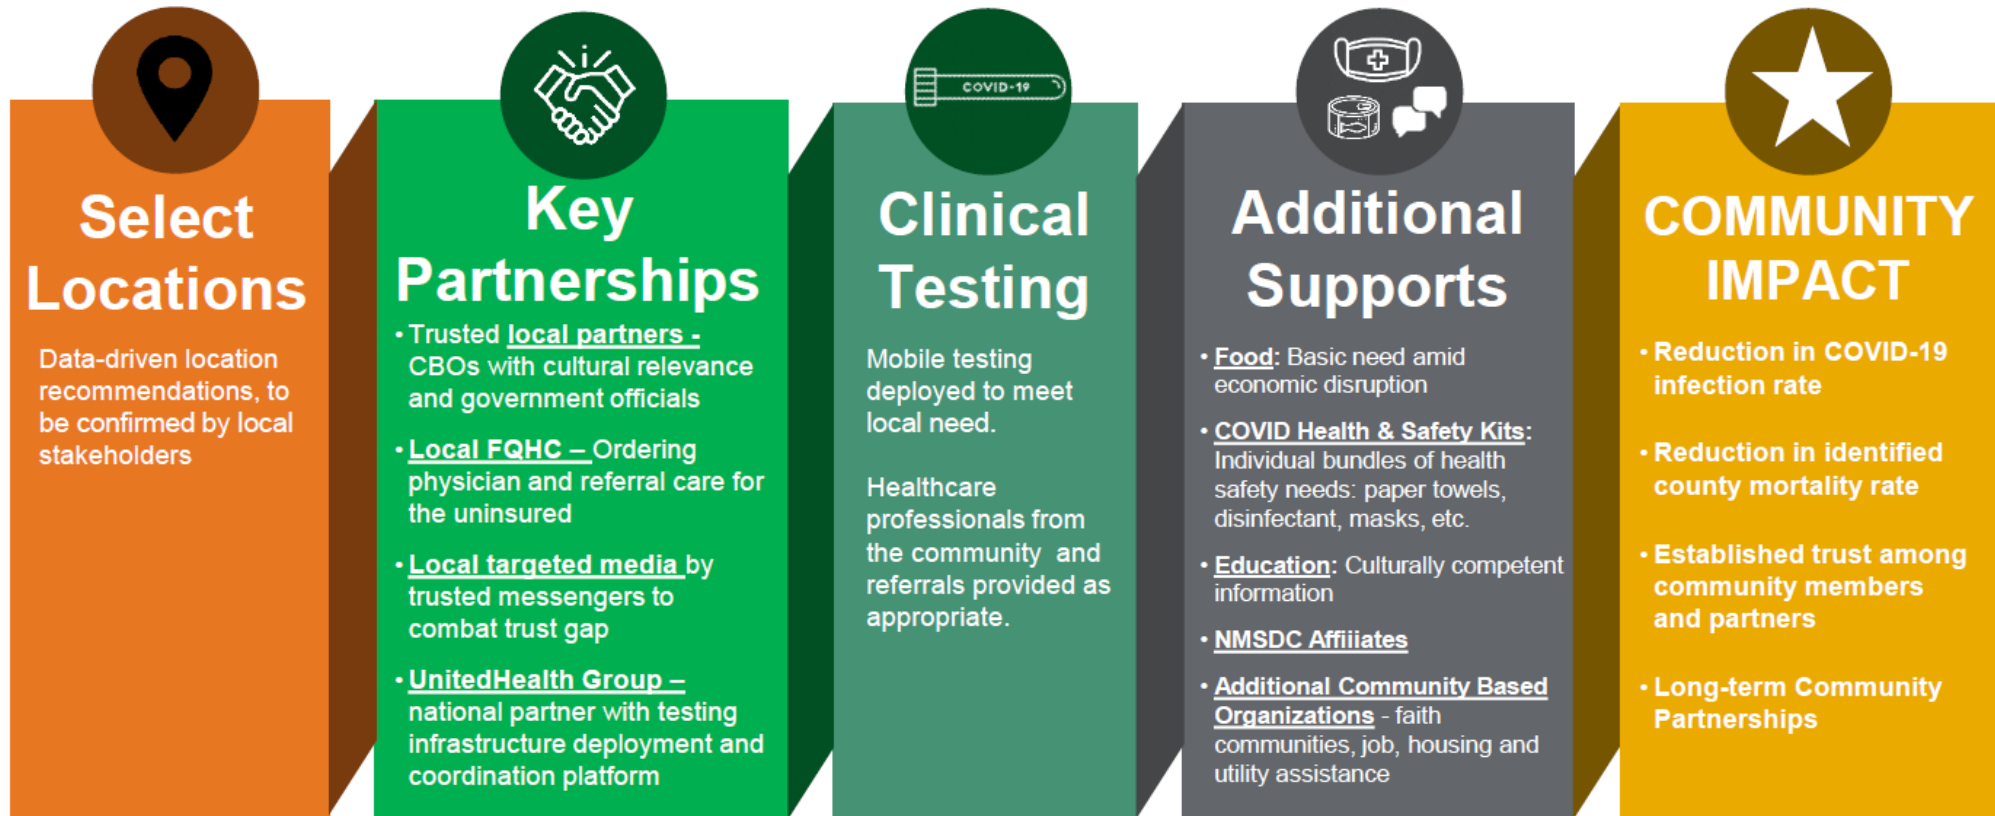 Select
Locations
Data-driven location
recommendations, to
be confirmed by local
stakeholders
Key
Partnerships
• Trusted local partners -
CBOs with cultural relevance
and government officials
• Local FQHC – Ordering
physician and referral care for
the uninsured
• Local targeted media by
trusted messengers to
combat trust gap
• UnitedHealth Group –
national partner with testing
infrastructure deployment and
coordination platform
COVID-19
Clinical
Testing
Mobile testing
deployed to meet
local need.
Healthcare
professionals from
the community and
referrals provided as
appropriate.
Additional
Supports
• Food: Basic need amid
economic disruption
• COVID Health & Safety Kits:
Individual bundles of health
safety needs: paper towels,
disinfectant, masks, etc.
• Education: Culturally competent
information
• NMSDC Affiiiates
• Additional Community Based
Organizations - faith
communities, job, housing and
utility assistance
COMMUNITY
IMPACT
• Reduction in COVID-19
infection rate
• Reduction in identified
county mortality rate
• Established trust among
community members
and partners
• Long-term Community
Partnerships